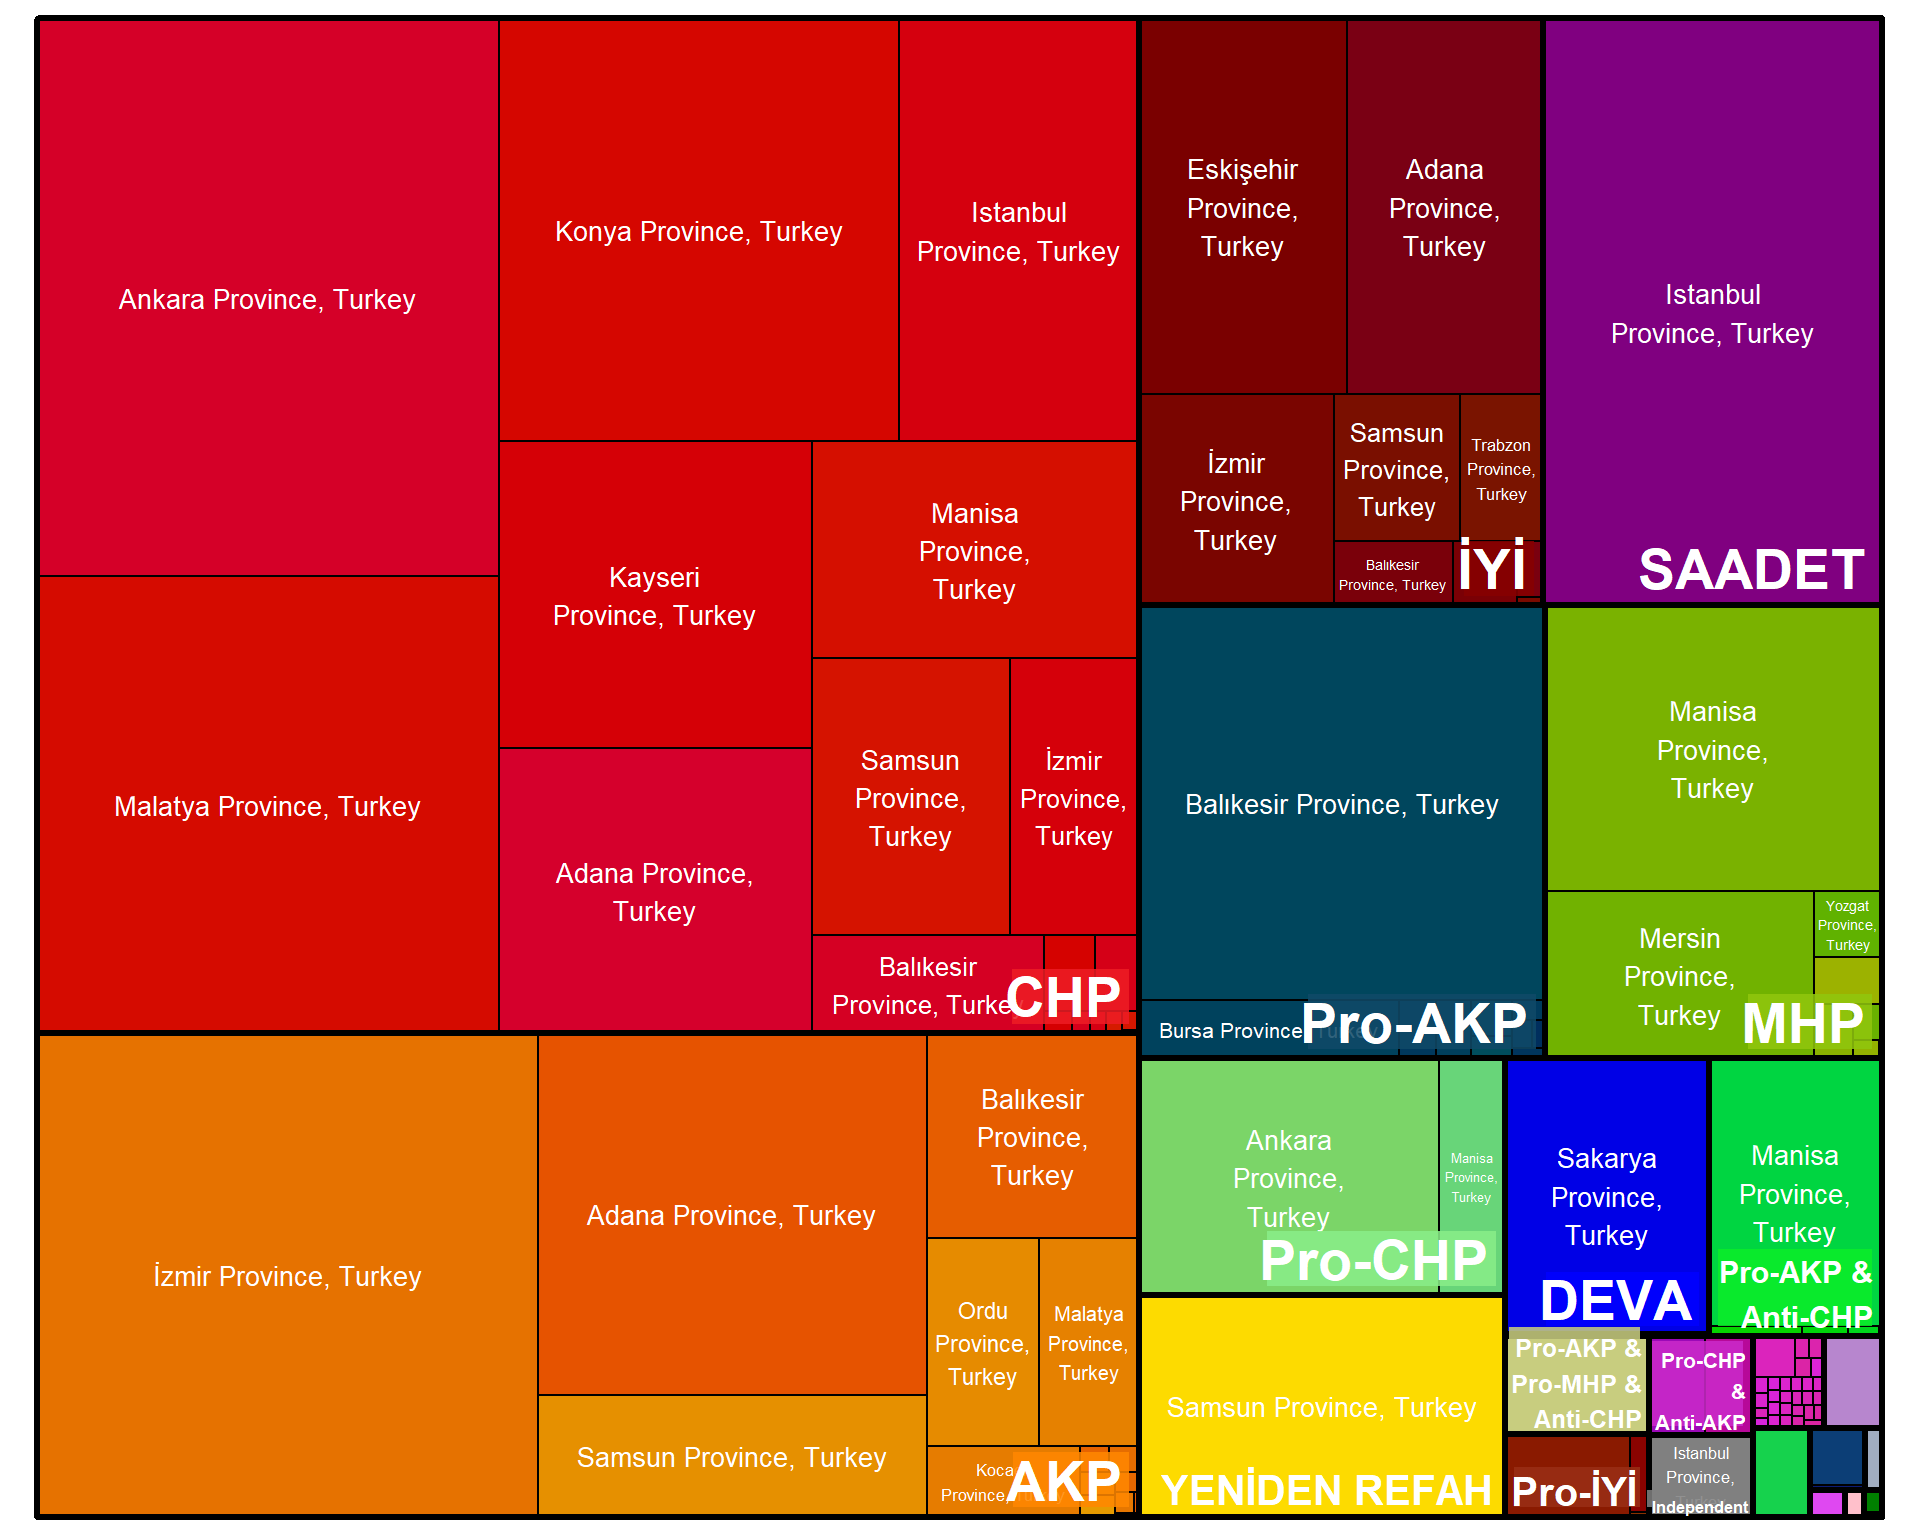 Ankara Province, Turkey
Konya Province, Turkey
Istanbul
Province, Turkey
Malatya Province, Turkey
Kayseri
Province, Turkey
Manisa
Province,
Turkey
Adana Province,
Turkey
Samsun
Province,
Turkey
İzmir
Province,
Turkey
Balıkesir
Province, Turkey
CHP
İzmir Province, Turkey
Adana Province, Turkey
Samsun Province, Turkey
Balıkesir
Province,
Turkey
Ordu
Province,
Turkey
Malatya
Province,
Turkey
Koca
Province,
AKP
Eskişehir
Province,
Turkey
Adana
Province,
Turkey
İzmir
Province,
Turkey
Samsun
Province,
Turkey
Trabzon
Province,
Turkey
Balıkesir
Province, Turkey
İYİ
Istanbul
Province, Turkey
SAADET
Balıkesir Province, Turkey
Bursa Province, Turkey
Pro-AKP
Manisa
Province,
Turkey
Mersin
Province,
Turkey
Yozgat
Province,
Turkey
MHP
Ankara
Province,
Turkey
Manisa
Province,
Turkey
Pro-CHP
Sakarya
Province,
Turkey
DEVA
Manisa
Province,
Turkey
Pro-AKP &
Anti-CHP
Samsun Province, Turkey
YENİDEN REFAH
Pro-AKP &
Pro-MHP &
Anti-CHP
Pro-CHP
&
Anti-AKP
Pro-İYİ
Istanbul
Province,
Independent